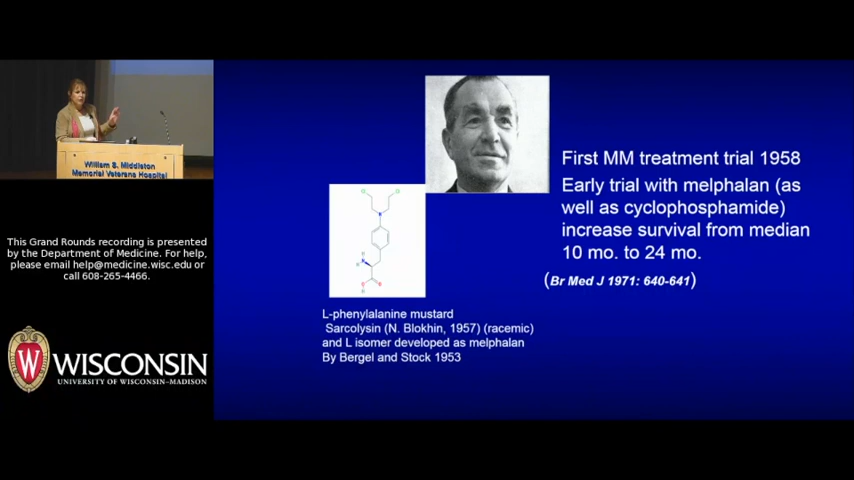 William S. Middleton
Memorial Veterans Hospital
This Grand Rounds recording is presented
by the Department of Medicine. For help,
please email help@medicine.wisc.edu or
call 608-265-4466.
W
WISCONSIN
UNIVERSITY OF WISCONSIN–MADISON
First MM treatment trial 1958
Early trial with melphalan (as
well as cyclophosphamide)
increase survival from median
10 mo. to 24 mo.
(Br Med J 1971: 640-641)
L-phenylalanine mustard
Sarcolysin (N. Blokhin, 1957) (racemic)
and L isomer developed as melphalan
By Bergel and Stock 1953